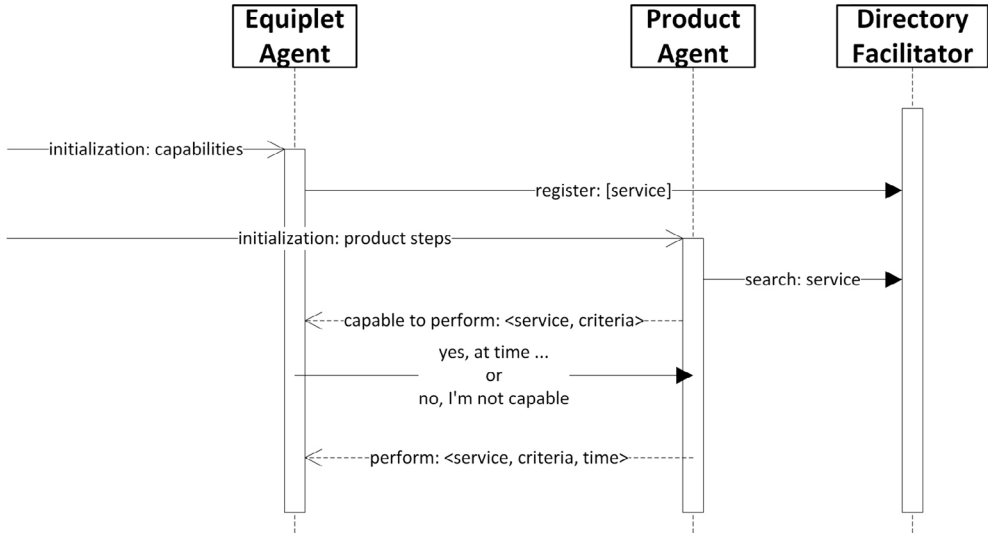 Equiplet
Agent
Product
Agent
Directory
Facilitator
initialization: capabilities
register: [service]
initialization: product steps
search: service
capable to perform: <service, criteria>
yes, at time ...
or
no, I'm not capable
perform: <service, criteria, time>